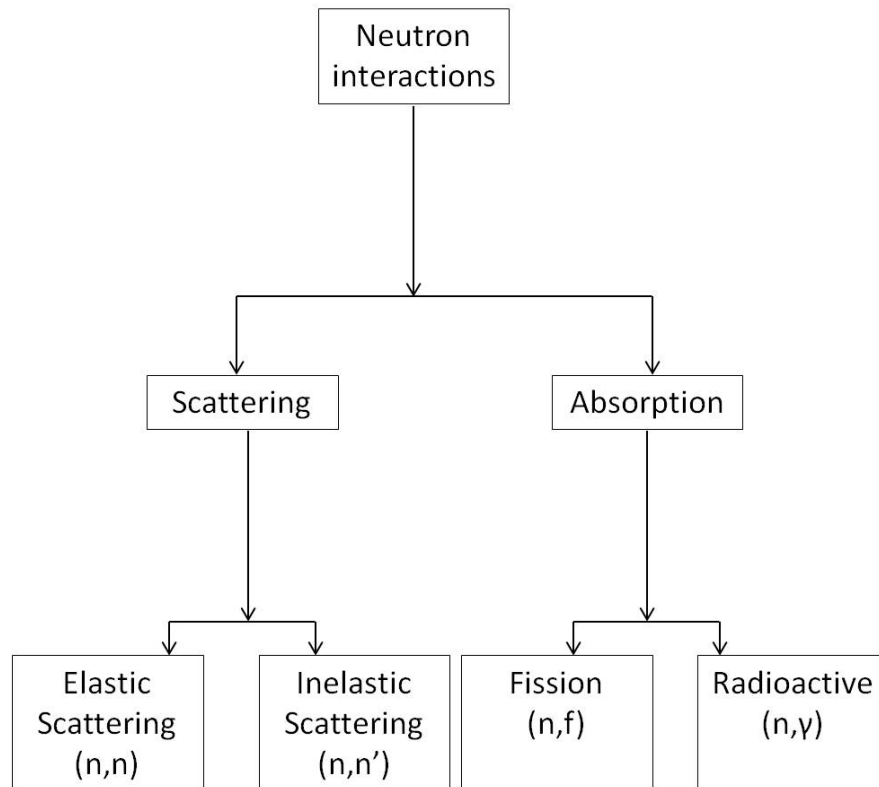 Neutron
interactions
Scattering
Absorption
Elastic
Scattering
(n,n)
Inelastic
Scattering
(n,n’)
Fission
(n,f)
Radioactive
(n,γ)